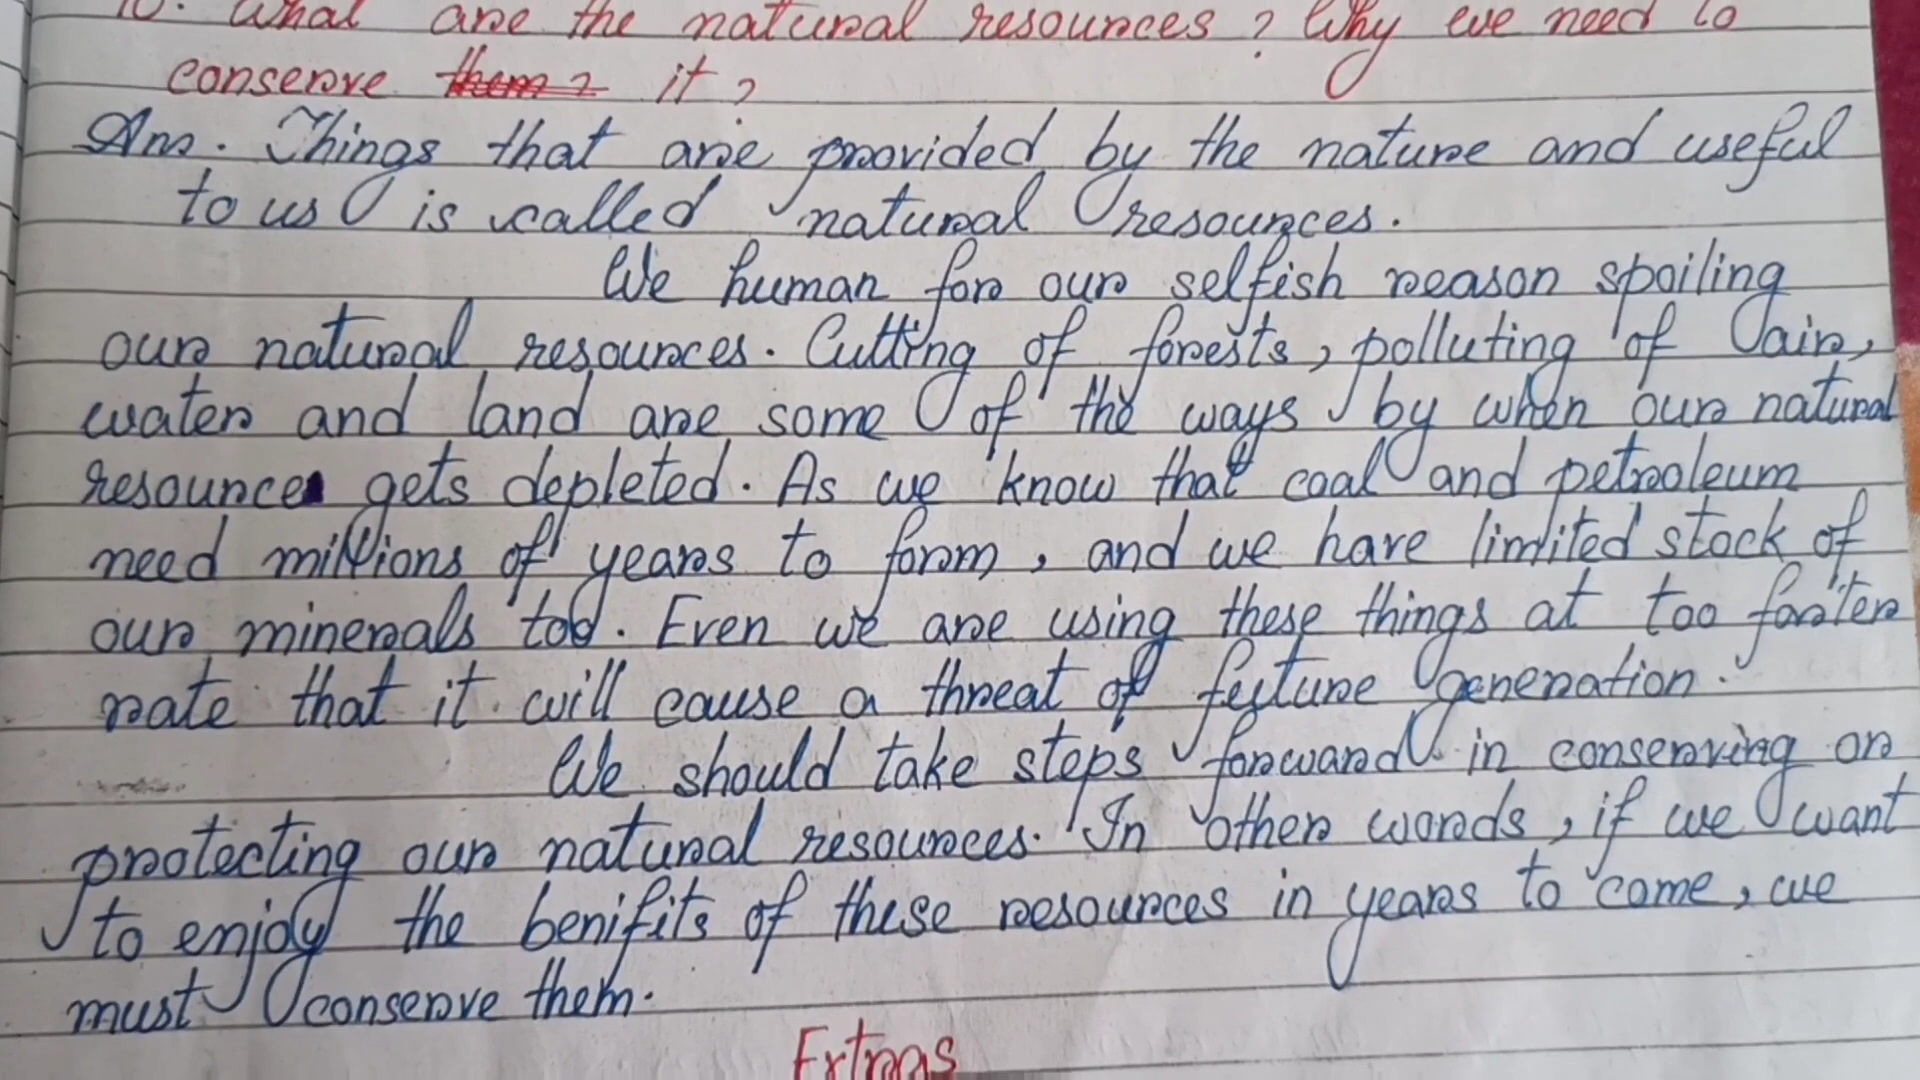 10. What are the natural resources? Why we need to
conserve them? it?
Ans. Things that are provided by the nature and useful
to us is called natural resources.
We human for our selfish reason spoiling
our natural resources. Cutting of forests, polluting of air,
water and land are some of the ways by when our natural
resources gets depleted. As we know that coal and petroleum
need millions of years to form, and we have limited stock of
our minerals too. Even we are using these things at too faster
rate that it will cause a threat of future generation.
We should take steps forward in conserving or
protecting our natural resources. In other words, if we want
to enjoy the benifits of these resources in years to come, we
must conserve them.
Extras